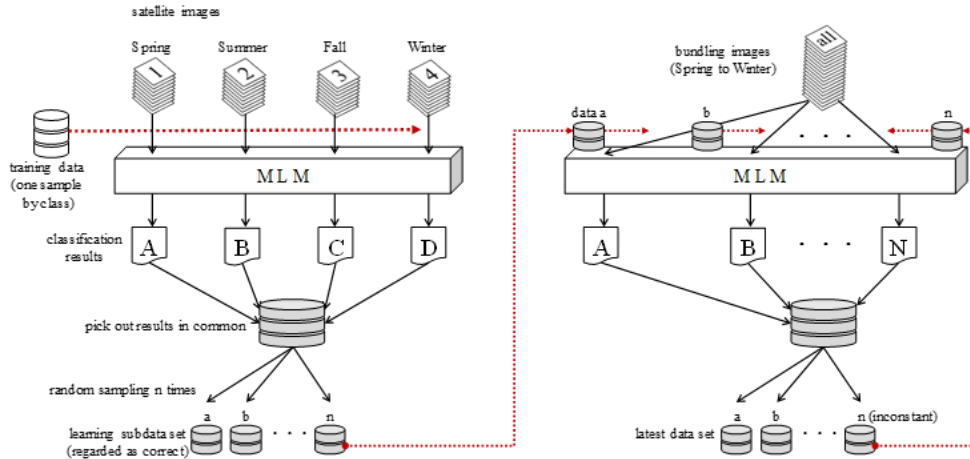 satellite images
Spring
Summer
Fall
Winter
1
2
3
4
training data
(one sample
by class)
MLM
classification
results
A
B
C
D
pick out results in common
random sampling n times
a
b
n
learning subdata set
(regarded as correct)
. . .
bundling images
(Spring to Winter)
all
data a
b
. . .
n
MLM
A
B
. . .
N
a
b
n (inconstant)
latest data set
. . .